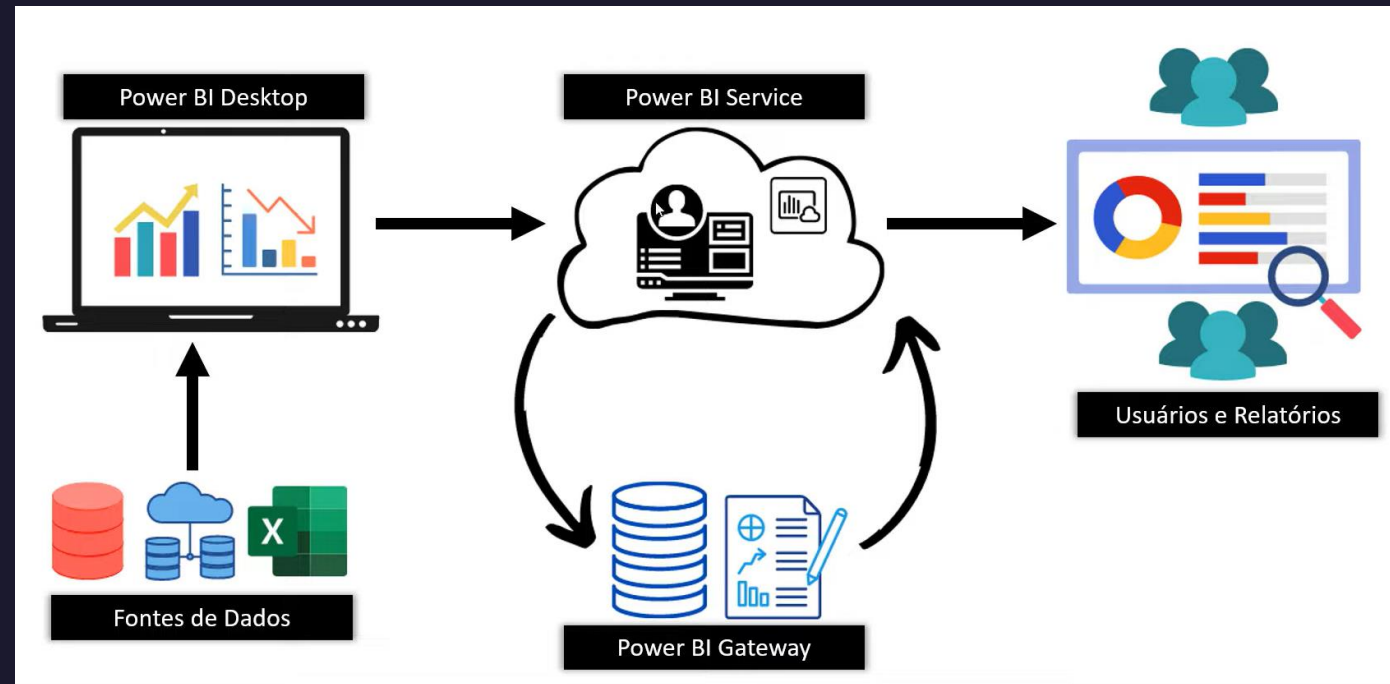 Power BI Desktop
Power BI Service
Usuários e Relatórios
X
Fontes de Dados
Power BI Gateway